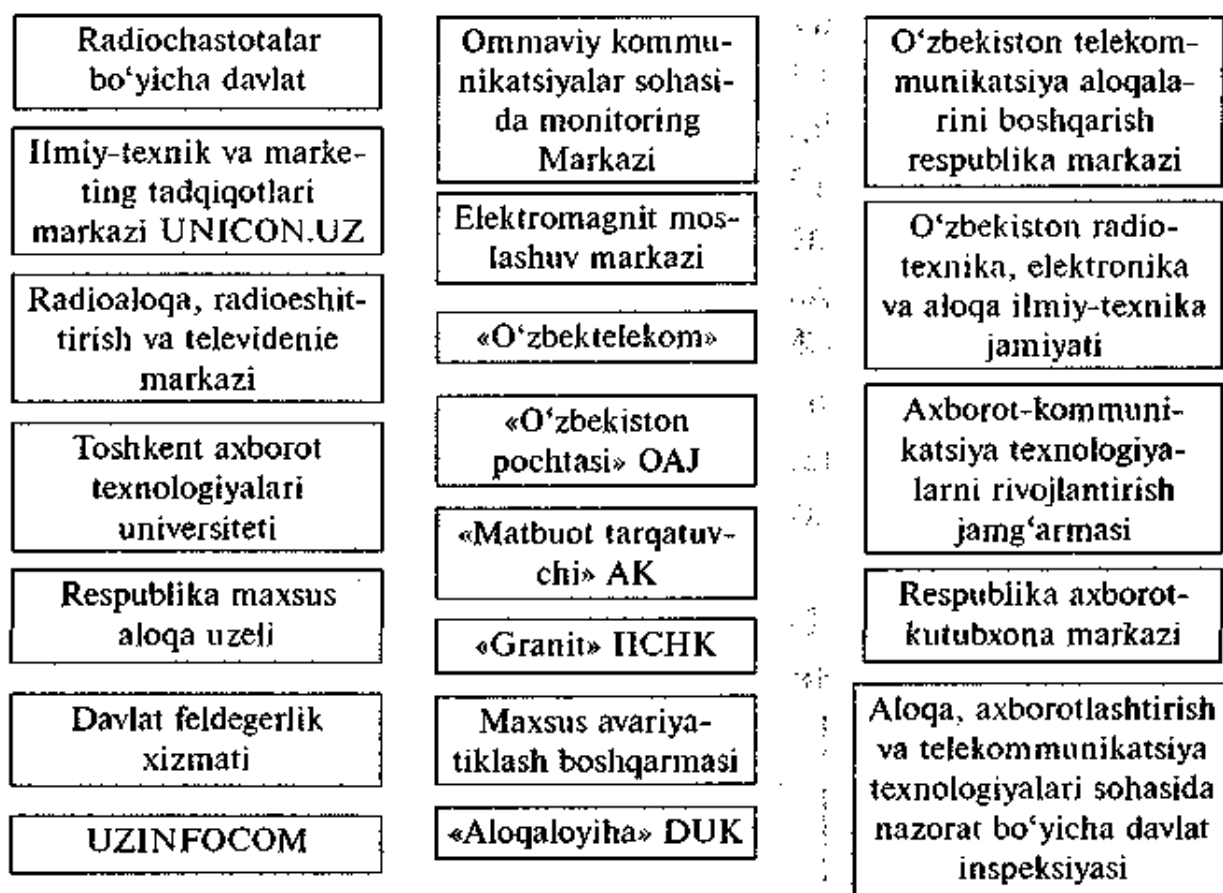 Radiochastotalar
bo‘yicha davlat
Ilmiy-texnik va marke-
ting tadqiqotlari
markazi UNICON.UZ
Radioaloqa, radioeshit-
tirish va televidenie
markazi
Toshkent axborot
texnologiyalari
universiteti
Respublika maxsus
aloqa uzeli
Davlat feldegerlik
xizmati
UZINFOCOM
Ommaviy kommu-
nikatsiyalar sohasi-
da monitoring
Markazi
Elektromagnit mos-
lashuv markazi
«O‘zbektelekom»
«O‘zbekiston
pochtasi» OAJ
«Matbuot tarqatuv-
chi» AK
«Granit» IICHK
Maxsus avariya-
tiklash boshqarmasi
«Aloqaloyiha» DUK
O‘zbekiston telekom-
munikatsiya aloqala-
rini boshqarish
respublika markazi
O‘zbekiston radio-
texnika, elektronika
va aloqa ilmiy-texnika
jamiyati
Axborot-kommuni-
katsiya texnologiya-
larni rivojlantirish
jamg‘armasi
Respublika axborot-
kutubxona markazi
Aloqa, axborotlashtirish
va telekommunikatsiya
texnologiyalari sohasida
nazorat bo‘yicha davlat
inspeksiyasi